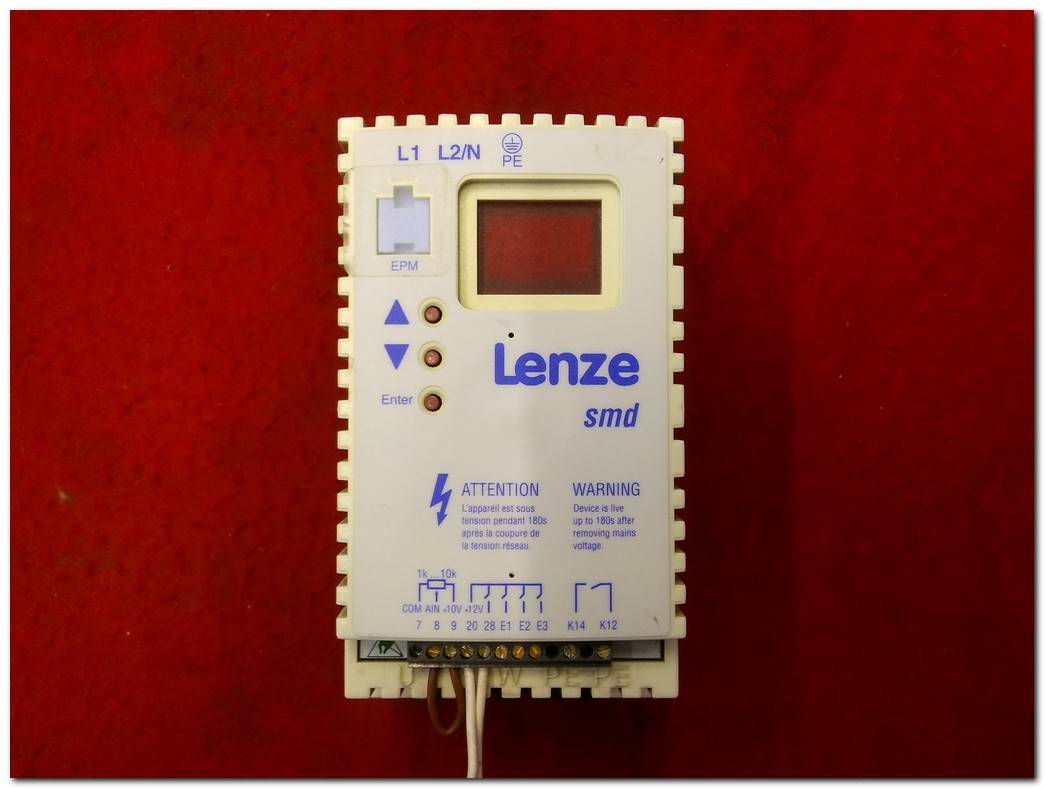 L1 L2/N PE
EPM
Lenze
smd
Enter
ATTENTION
L'appareil est sous
tension pendant 180s
après la coupure de
la tension réseau.
WARNING
Device is live
up to 180s after
removing mains
voltage.
1k ... 10k
COM AIN +10V +12V
7 8 9 20 28 E1 E2 E3 K14 K12
U W PE PE